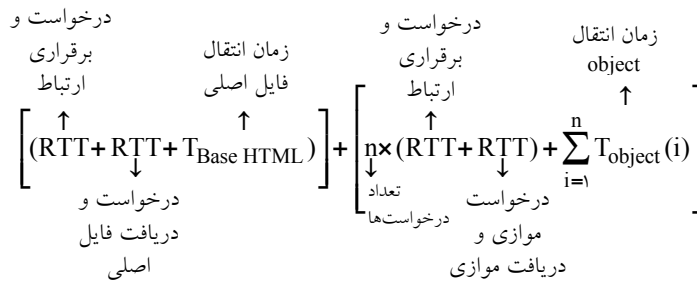 درخواست و
برقراری
ارتباط
زمان انتقال
فایل اصلی
درخواست و
برقراری
ارتباط
زمان انتقال
object
[(RTT+RTT+T_Base HTML)]+[n×(RTT+RTT)+∑_{i=۱}^{n} T_object(i)]
درخواست و
دریافت فایل
اصلی
تعداد
درخواست‌ها
درخواست
موازی و
دریافت موازی